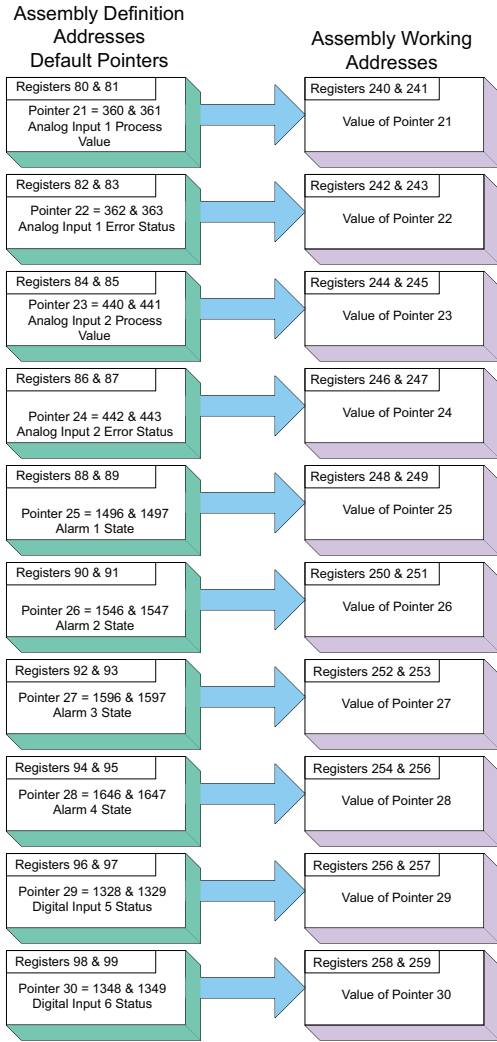 Assembly Definition
Addresses
Default Pointers
Assembly Working
Addresses
Registers 80 & 81
Pointer 21 = 360 & 361
Analog Input 1 Process
Value
Registers 240 & 241
Value of Pointer 21
Registers 82 & 83
Pointer 22 = 362 & 363
Analog Input 1 Error Status
Registers 242 & 243
Value of Pointer 22
Registers 84 & 85
Pointer 23 = 440 & 441
Analog Input 2 Process
Value
Registers 244 & 245
Value of Pointer 23
Registers 86 & 87
Pointer 24 = 442 & 443
Analog Input 2 Error Status
Registers 246 & 247
Value of Pointer 24
Registers 88 & 89
Pointer 25 = 1496 & 1497
Alarm 1 State
Registers 248 & 249
Value of Pointer 25
Registers 90 & 91
Pointer 26 = 1546 & 1547
Alarm 2 State
Registers 250 & 251
Value of Pointer 26
Registers 92 & 93
Pointer 27 = 1596 & 1597
Alarm 3 State
Registers 252 & 253
Value of Pointer 27
Registers 94 & 95
Pointer 28 = 1646 & 1647
Alarm 4 State
Registers 254 & 256
Value of Pointer 28
Registers 96 & 97
Pointer 29 = 1328 & 1329
Digital Input 5 Status
Registers 256 & 257
Value of Pointer 29
Registers 98 & 99
Pointer 30 = 1348 & 1349
Digital Input 6 Status
Registers 258 & 259
Value of Pointer 30